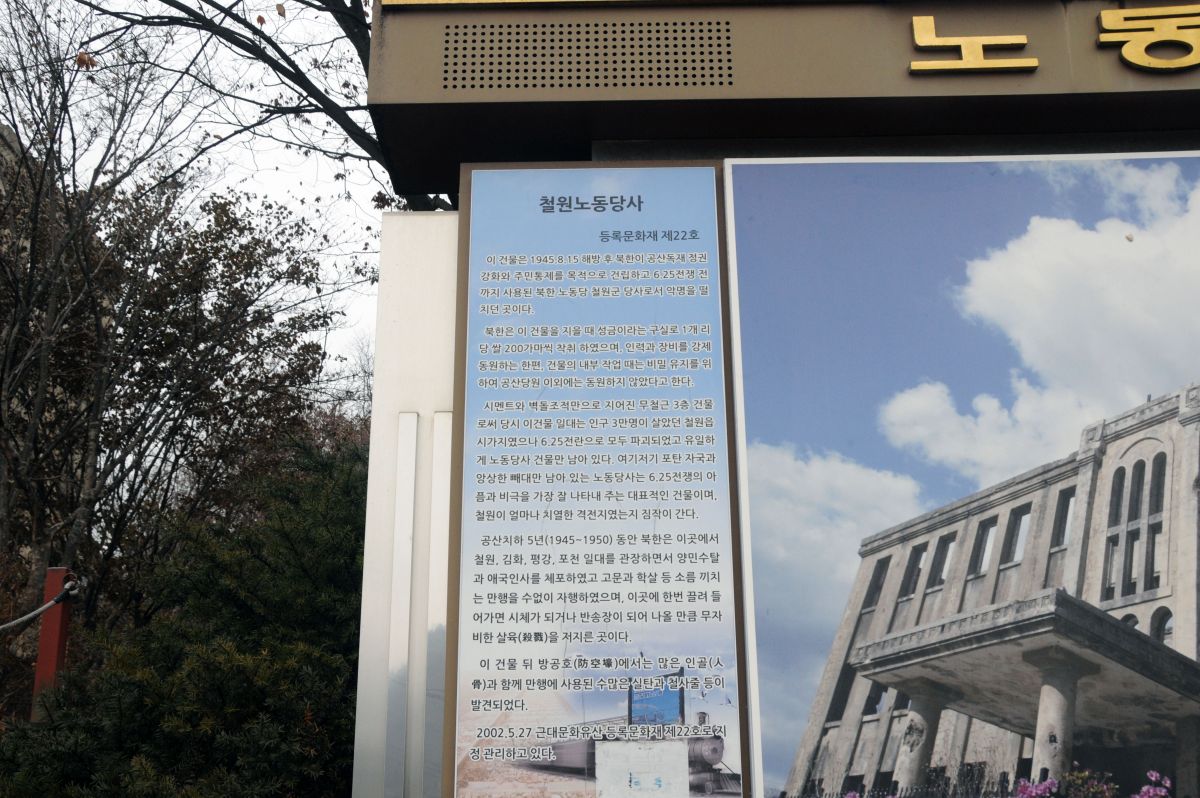 노동
철원노동당사
등록문화재 제22호
이 건물은 1945.8.15 해방 후 북한이 공산독재 정권
강화와 주민통제를 목적으로 건립하고 6.25전쟁 전
까지 사용된 북한 노동당 철원군 당사로서 악명을 떨
치던 곳이다.
북한은 이 건물을 지을 때 성금이라는 구실로 1개 리
당 쌀 200가마씩 착취 하였으며, 인력과 장비를 강제
동원하는 한편, 건물의 내부 작업 때는 비밀 유지를 위
하여 공산당원 이외에는 동원하지 않았다고 한다.
시멘트와 벽돌조적만으로 지어진 무철근 3층 건물
로써 당시 이건물 일대는 인구 3만명이 살았던 철원읍
시가지였으나 6.25전란으로 모두 파괴되었고 유일하
게 노동당사 건물만 남아 있다. 여기저기 포탄 자국과
앙상한 뼈대만 남아 있는 노동당사는 6.25전쟁의 아
픔과 비극을 가장 잘 나타내 주는 대표적인 건물이며,
철원이 얼마나 치열한 격전지였는지 짐작이 간다.
공산치하 5년(1945~1950) 동안 북한은 이곳에서
철원, 김화, 평강, 포천 일대를 관장하면서 양민수탈
과 애국인사를 체포하였고 고문과 학살 등 소름 끼치
는 만행을 수없이 자행하였으며, 이곳에 한번 끌려 들
어가면 시체가 되거나 반송장이 되어 나올 만큼 무자
비한 살육(殺戮)을 저지른 곳이다.
이 건물 뒤 방공호(防空壕)에서는 많은 인골(人
骨)과 함께 만행에 사용된 수많은 실탄과 철사줄 등이
발견되었다.
2002.5.27 근대문화유산 등록문화재 제22호로 지
정 관리하고 있다.